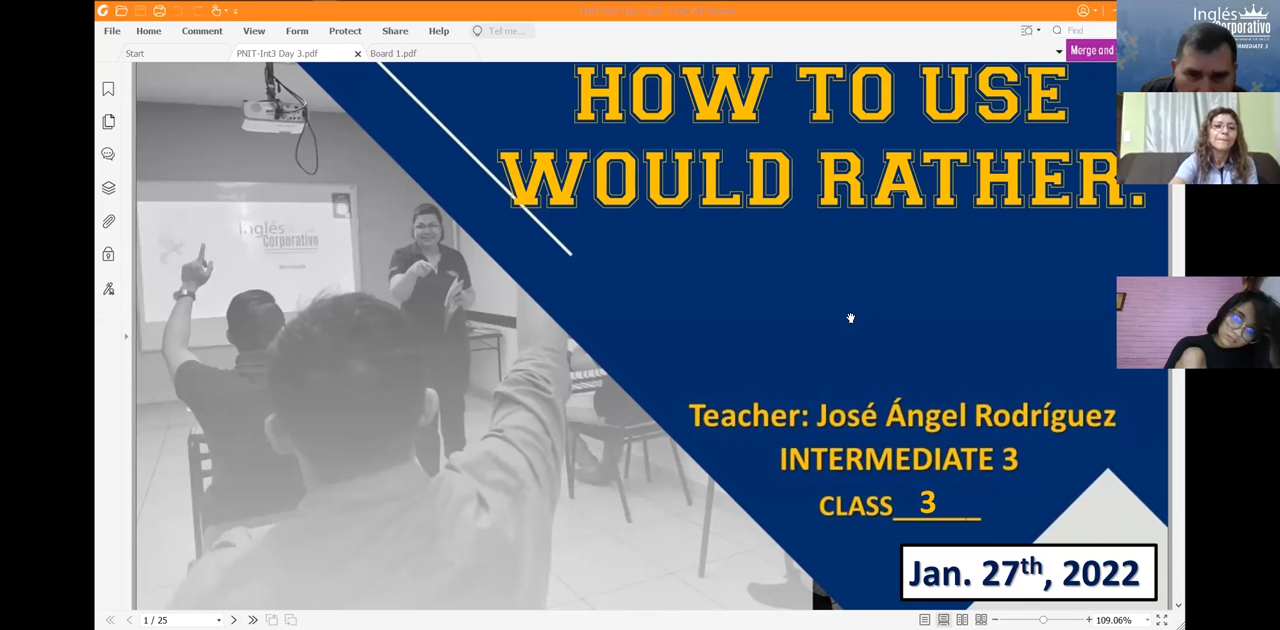 File Home Comment View Form Protect Share Help Tell me... Find
Start PNIT-Int3 Day 3.pdf Board 1.pdf Merge and
Inglés
Corporativo
HOW TO USE
WOULD RATHER.
Inglés
Corporativo
Teacher: José Ángel Rodríguez
INTERMEDIATE 3
CLASS 3
Jan. 27th, 2022
1 / 25 109.06%